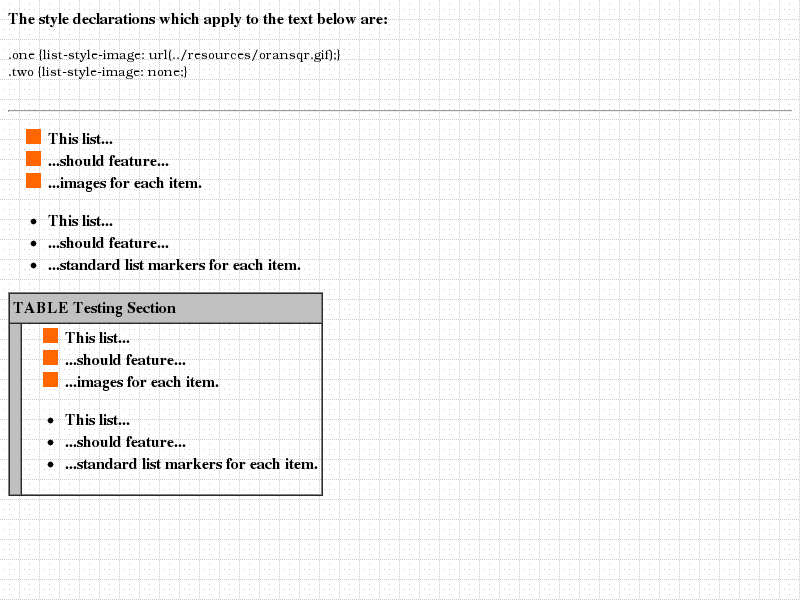 The style declarations which apply to the text below are:
.one {list-style-image: url(../resources/oransqr.gif);}
.two {list-style-image: none;}
This list...
...should feature...
...images for each item.
This list...
...should feature...
...standard list markers for each item.
TABLE Testing Section
This list...
...should feature...
...images for each item.
This list...
...should feature...
...standard list markers for each item.